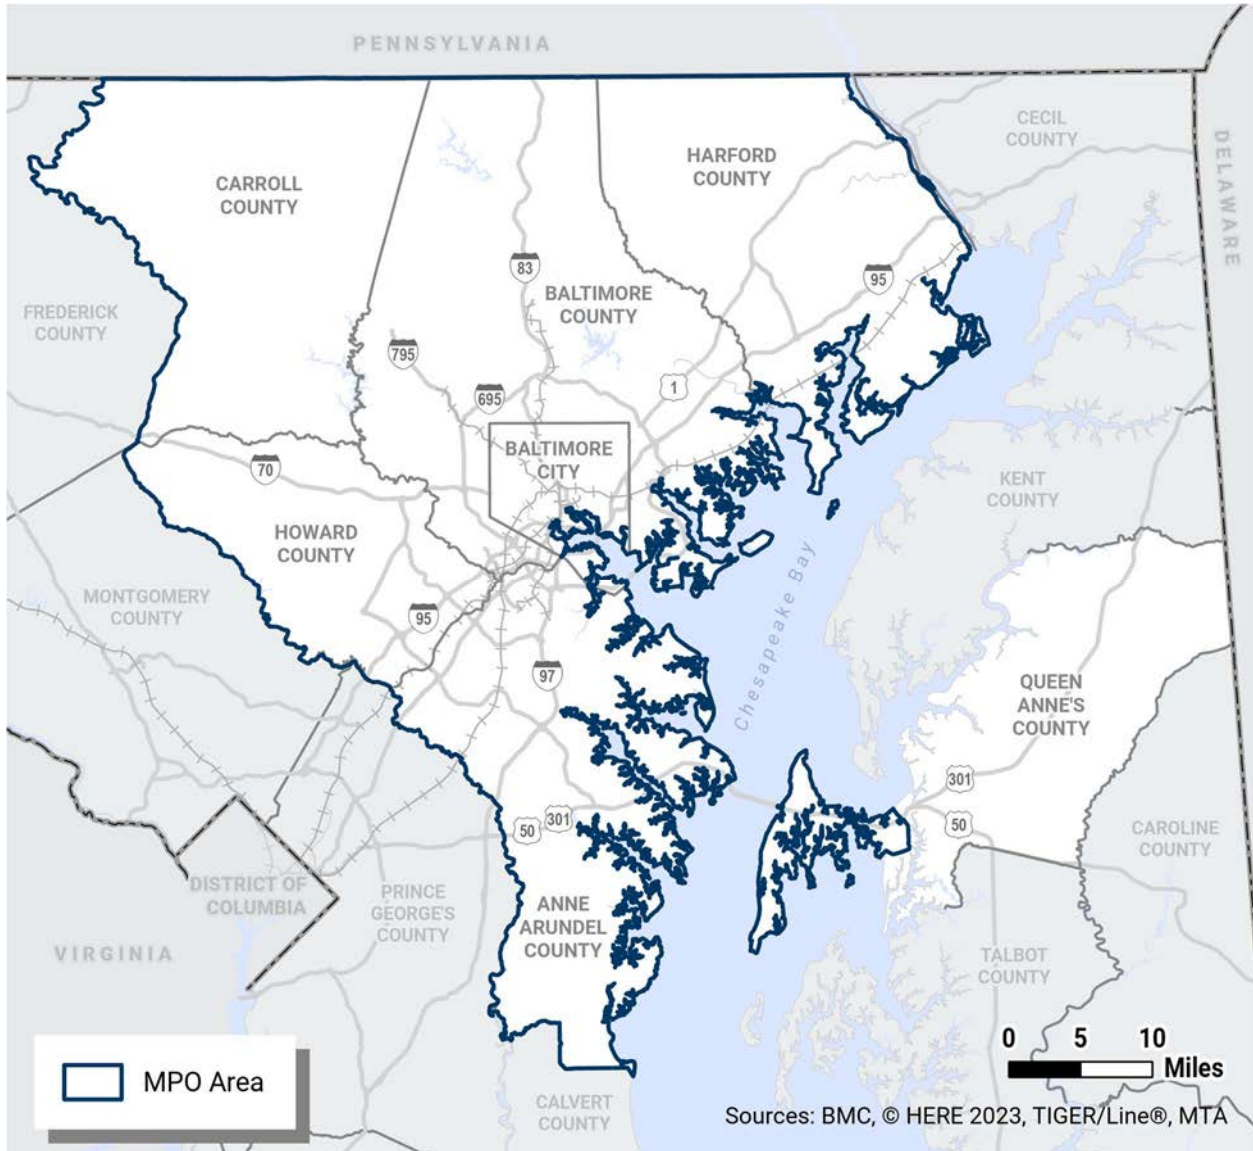 PENNSYLVANIA
CECIL
COUNTY
DELAWARE
HARFORD
COUNTY
CARROLL
COUNTY
83
95
BALTIMORE
COUNTY
FREDERICK
COUNTY
795
695
1
BALTIMORE
CITY
70
KENT
COUNTY
HOWARD
COUNTY
MONTGOMERY
COUNTY
95
Chesapeake Bay
97
QUEEN
ANNE'S
COUNTY
301
50
50
301
CAROLINE
COUNTY
DISTRICT OF
COLUMBIA
PRINCE
GEORGE'S
COUNTY
ANNE
ARUNDEL
COUNTY
VIRGINIA
TALBOT
COUNTY
0 5 10
Miles
MPO Area
CALVERT
COUNTY
Sources: BMC, © HERE 2023, TIGER/Line®, MTA